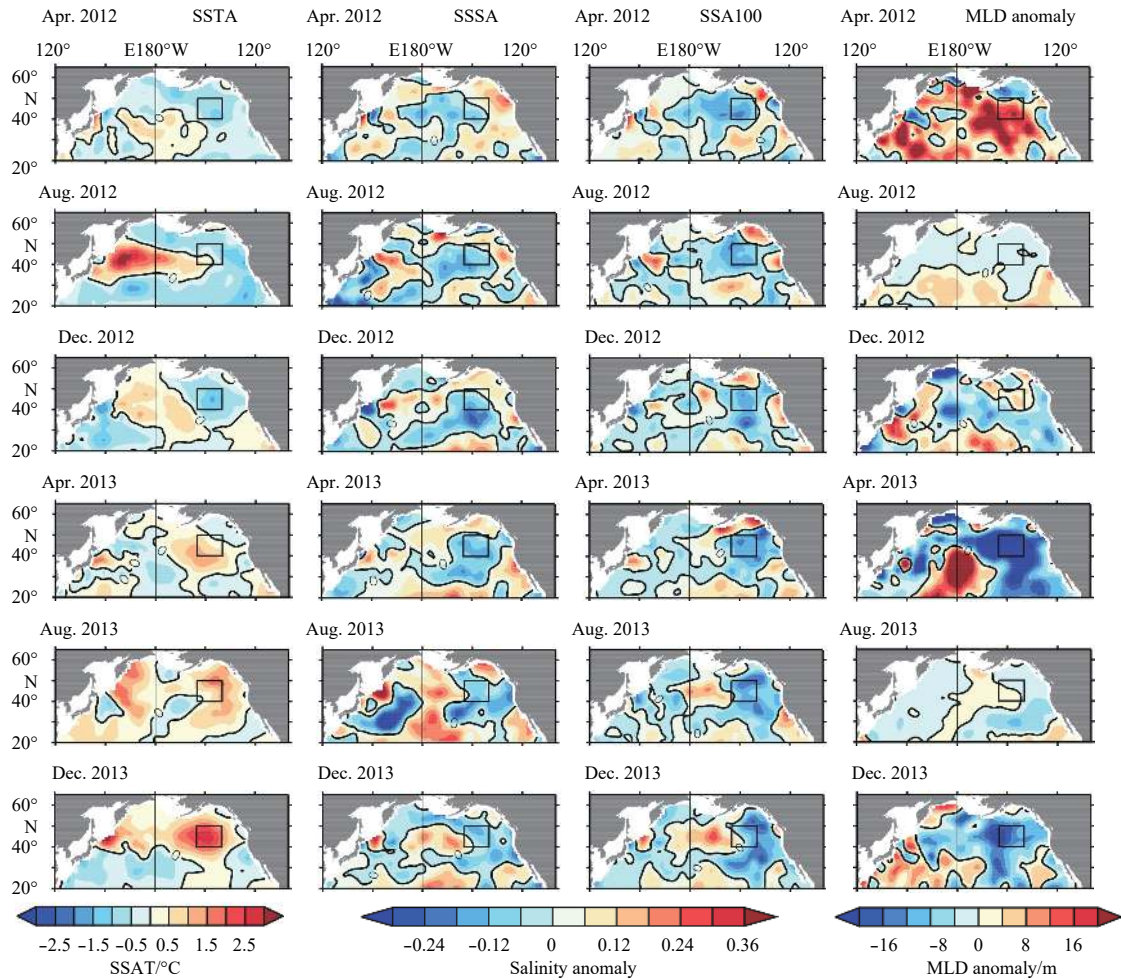 Apr. 2012 SSTA Apr. 2012 SSSA Apr. 2012 SSA100 Apr. 2012 MLD anomaly
120° E180°W 120° 120° E180°W 120° 120° E180°W 120° 120° E180°W 120°
60°
N
40°
0
20°
Aug. 2012 Aug. 2012 Aug. 2012 Aug. 2012
60°
N
40°
0
20°
Dec. 2012 Dec. 2012 Dec. 2012 Dec. 2012
60°
N
40°
0
20°
Apr. 2013 Apr. 2013 Apr. 2013 Apr. 2013
60°
N
40°
0
20°
Aug. 2013 Aug. 2013 Aug. 2013 Aug. 2013
60°
N
40°
0
20°
Dec. 2013 Dec. 2013 Dec. 2013 Dec. 2013
60°
N
40°
0
20°
−2.5 −1.5 −0.5 0.5 1.5 2.5 −0.24 −0.12 0 0.12 0.24 0.36 −16 −8 0 8 16
SSAT/°C Salinity anomaly MLD anomaly/m